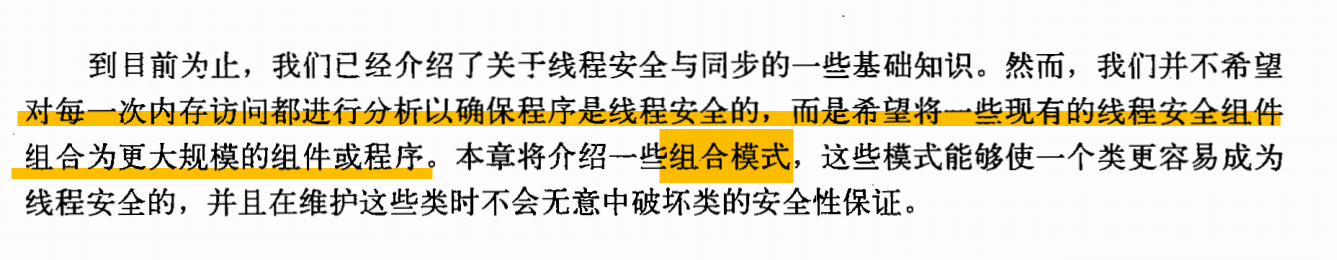 到目前为止，我们已经介绍了关于线程安全与同步的一些基础知识。然而，我们并不希望
对每一次内存访问都进行分析以确保程序是线程安全的，而是希望将一些现有的线程安全组件
组合为更大规模的组件或程序。本章将介绍一些组合模式，这些模式能够使一个类更容易成为
线程安全的，并且在维护这些类时不会无意中破坏类的安全性保证。